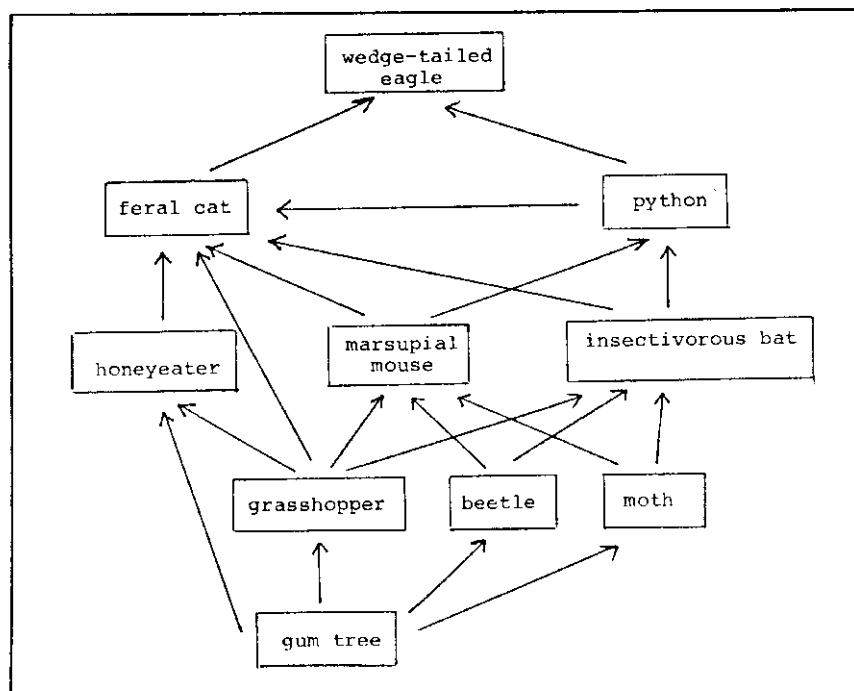 wedge-tailed
eagle
feral cat
python
honeyeater
marsupial
mouse
insectivorous bat
grasshopper
beetle
moth
gum tree